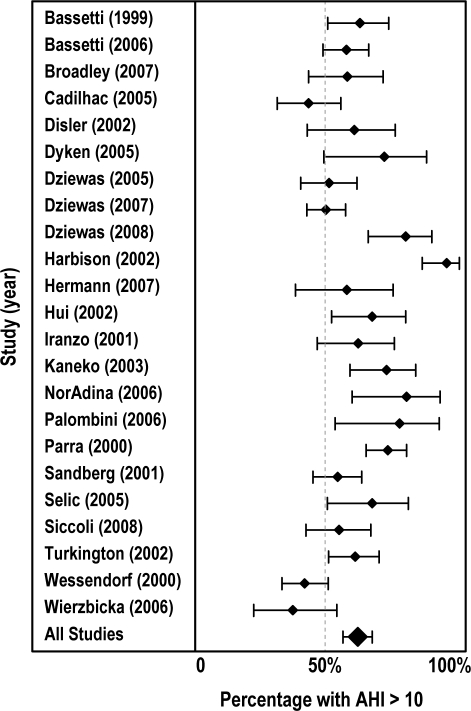 Study (year)
Bassetti (1999)
Bassetti (2006)
Broadley (2007)
Cadilhac (2005)
Disler (2002)
Dyken (2005)
Dziewas (2005)
Dziewas (2007)
Dziewas (2008)
Harbison (2002)
Hermann (2007)
Hui (2002)
Iranzo (2001)
Kaneko (2003)
NorAdina (2006)
Palombini (2006)
Parra (2000)
Sandberg (2001)
Selic (2005)
Siccoli (2008)
Turkington (2002)
Wessendorf (2000)
Wierzbicka (2006)
All Studies
0 50% 100%
Percentage with AHI > 10